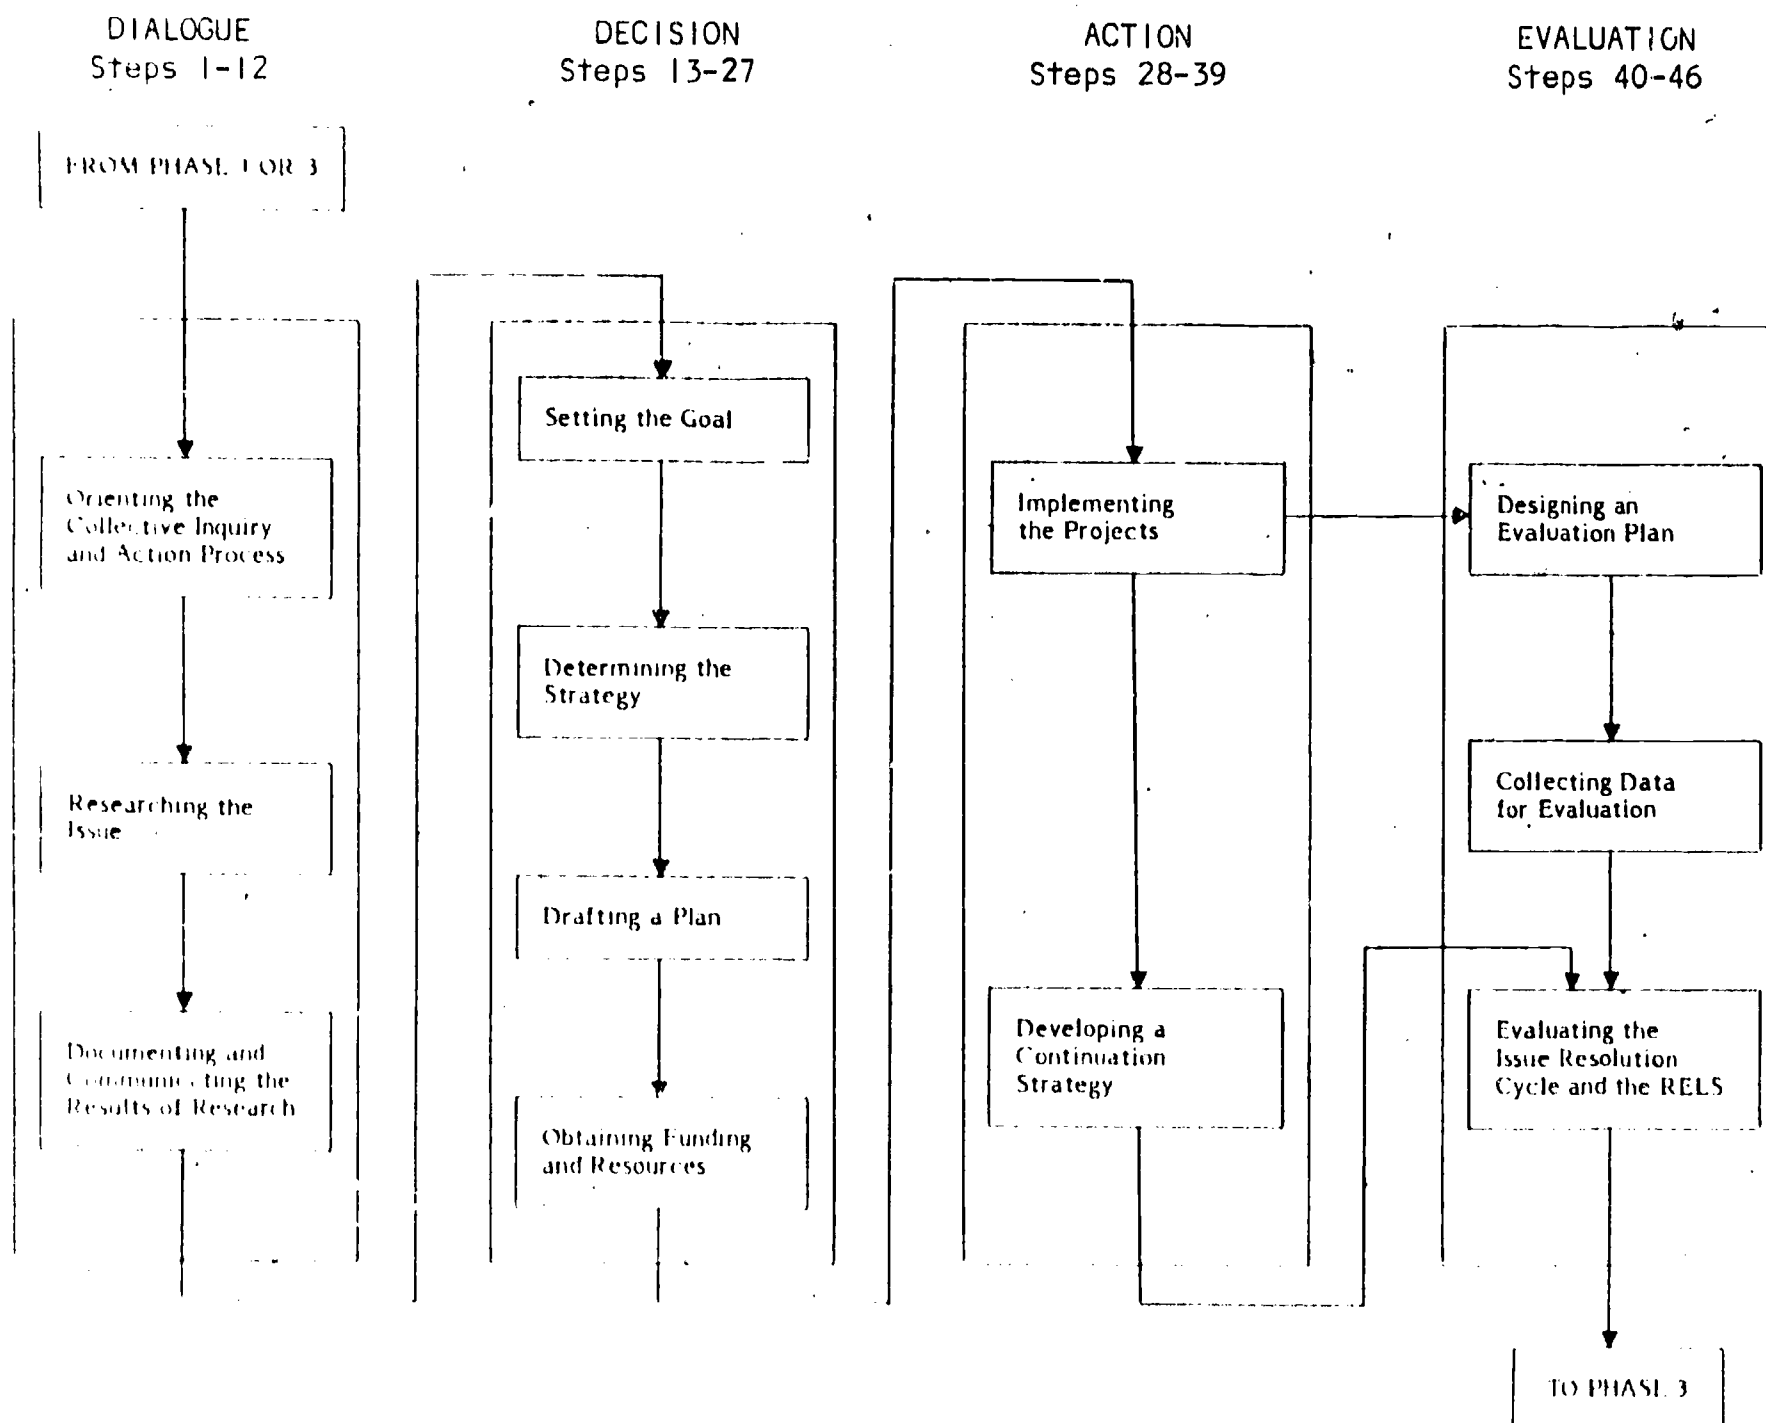 DIALOGUE
Steps 1-12
FROM PHASE 1 OR 3
Orienting the
Collective Inquiry
and Action Process
Researching the
Issue
Documenting and
Communicating the
Results of Research
DECISION
Steps 13-27
Setting the Goal
Determining the
Strategy
Drafting a Plan
Obtaining Funding
and Resources
ACTION
Steps 28-39
Implementing
the Projects
Developing a
Continuation
Strategy
EVALUATION
Steps 40-46
Designing an
Evaluation Plan
Collecting Data
for Evaluation
Evaluating the
Issue Resolution
Cycle and the RELS
TO PHASE 3